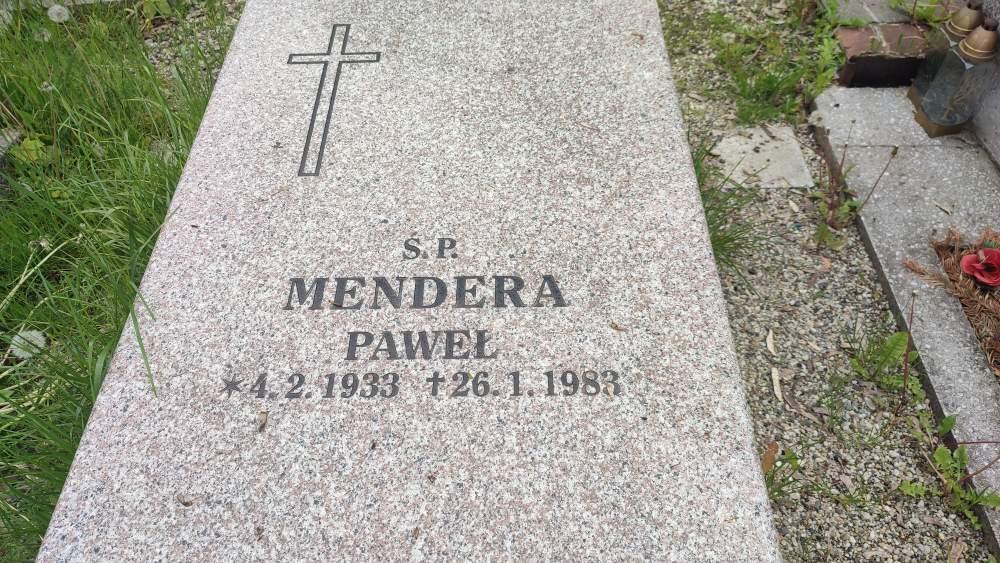 Ś.P.
MENDERA
PAWEŁ
*4.2.1933 †26.1.1983